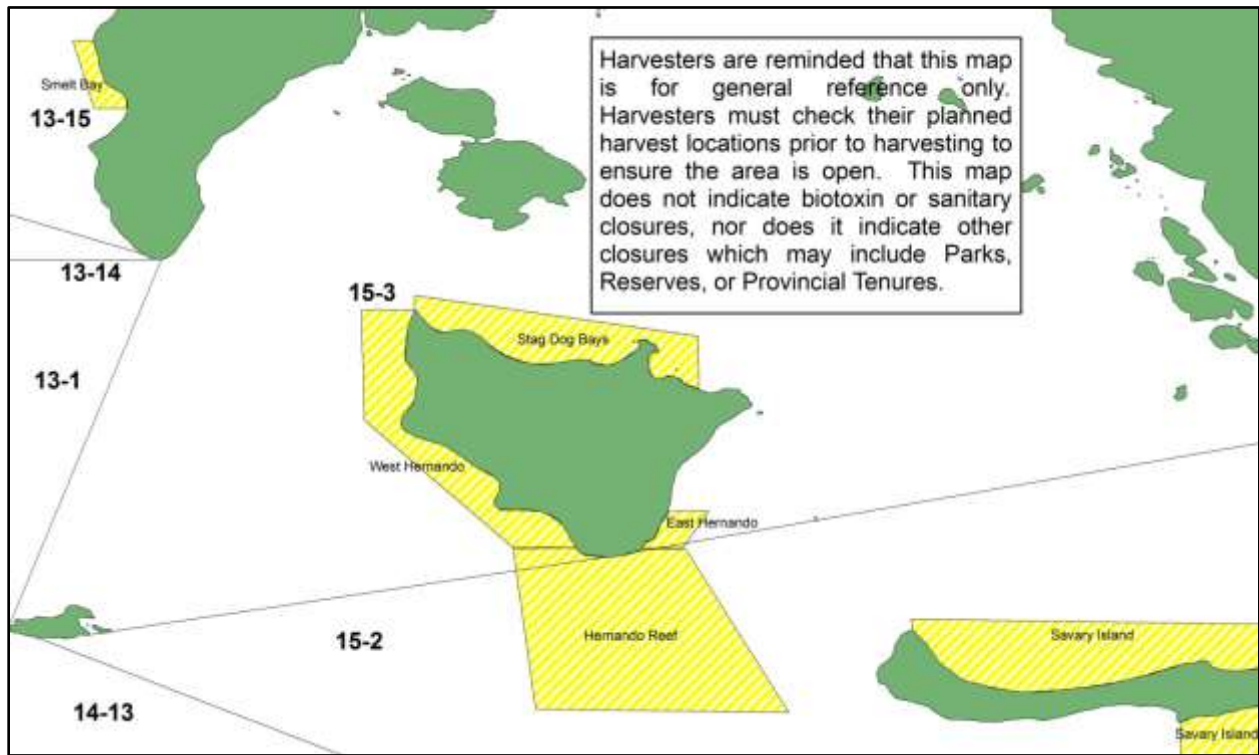 Harvesters are reminded that this map
is for general reference only.
Harvesters must check their planned
harvest locations prior to harvesting to
ensure the area is open. This map
does not indicate biotoxin or sanitary
closures, nor does it indicate other
closures which may include Parks,
Reserves, or Provincial Tenures.
Smelt Bay
13-15
13-14
15-3
Stag Dog Bays
13-1
West Hernando
East Hernando
15-2
Hernando Reef
Savary Island
14-13
Savary Island